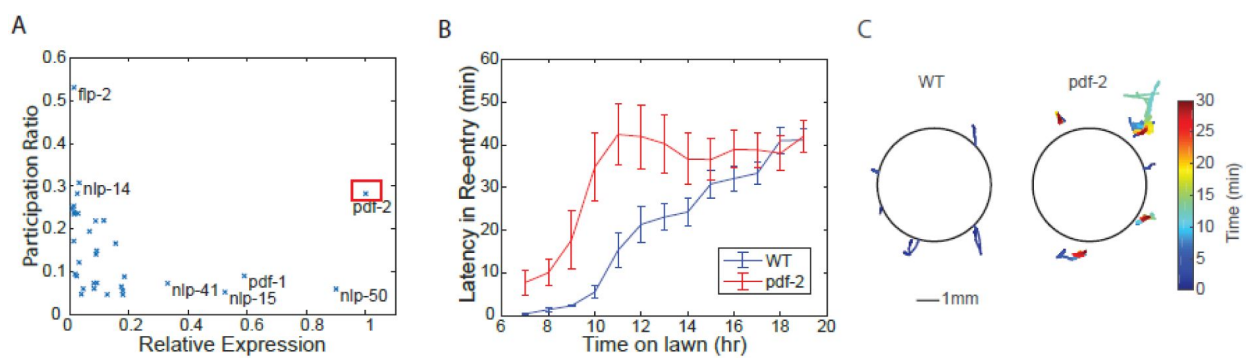 A
0.6
0.5
0.4
0.3
0.2
0.1
0
Participation Ratio
flp-2
nlp-14
pdf-2
nlp-41
pdf-1
nlp-15
nlp-50
0 0.2 0.4 0.6 0.8 1
Relative Expression
B
60
50
40
30
20
10
0
Latency in Re-entry (min)
WT
pdf-2
6 8 10 12 14 16 18 20
Time on lawn (hr)
C
WT
pdf-2
1mm
30
25
20
15
10
5
0
Time (min)